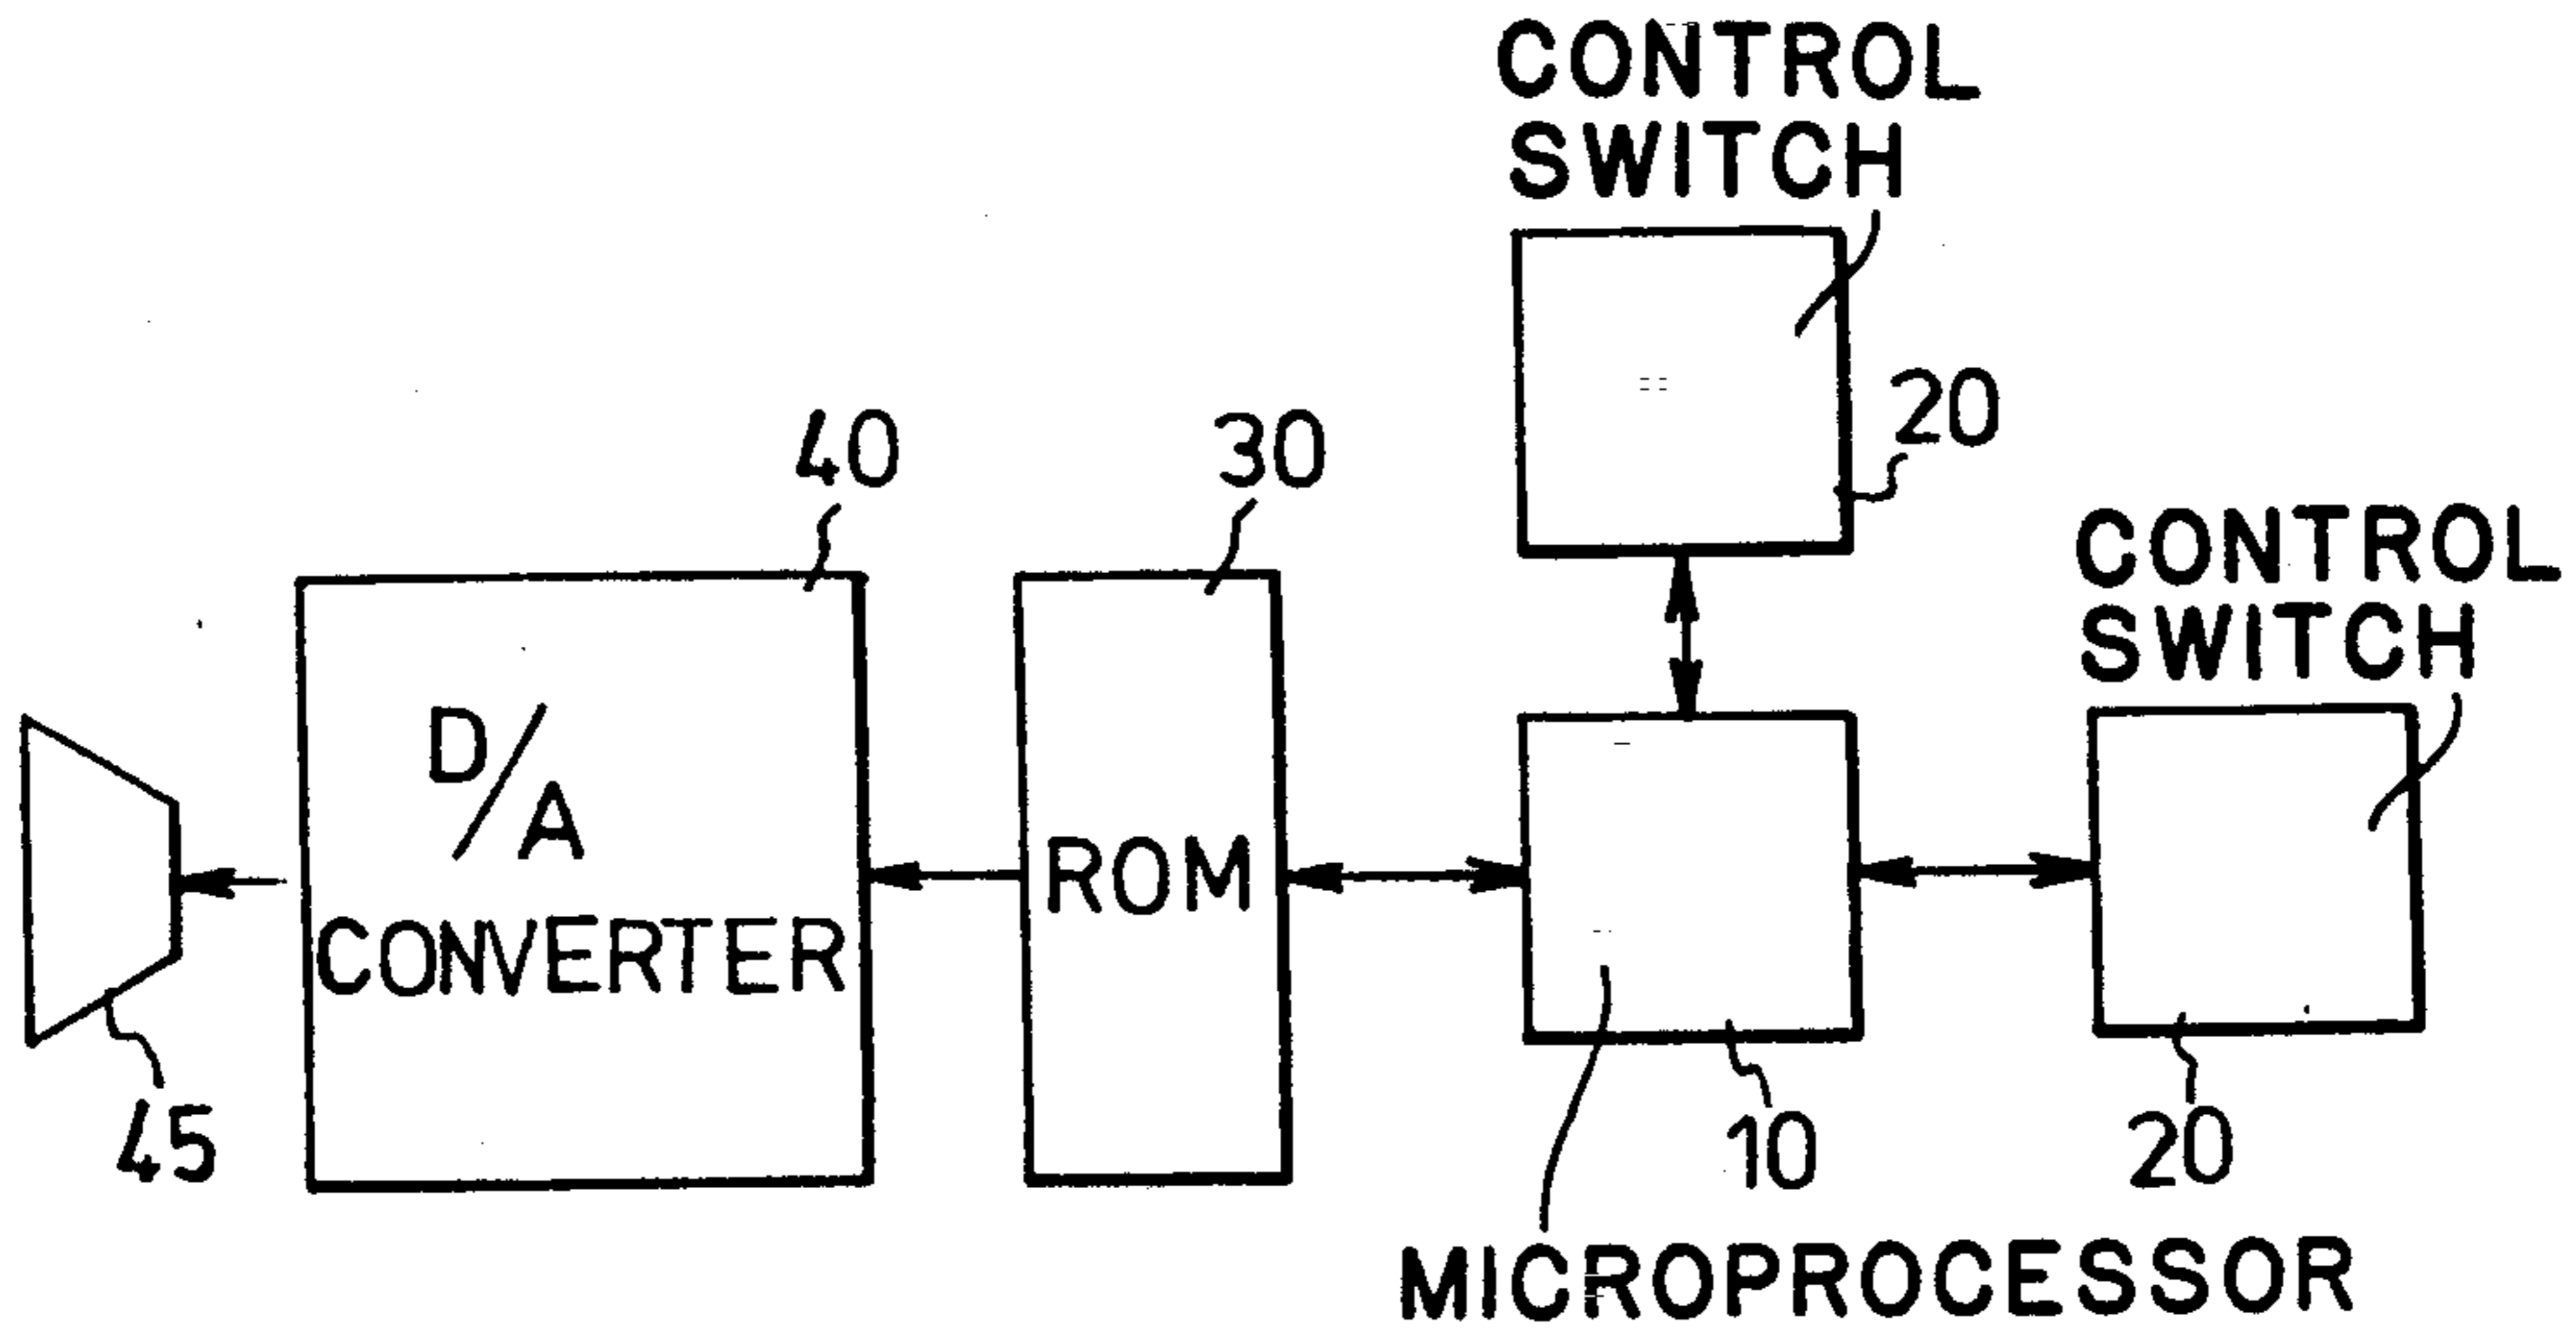 CONTROL
SWITCH
20
40
30
CONTROL
SWITCH
D/A
CONVERTER
ROM
45
10
20
MICROPROCESSOR